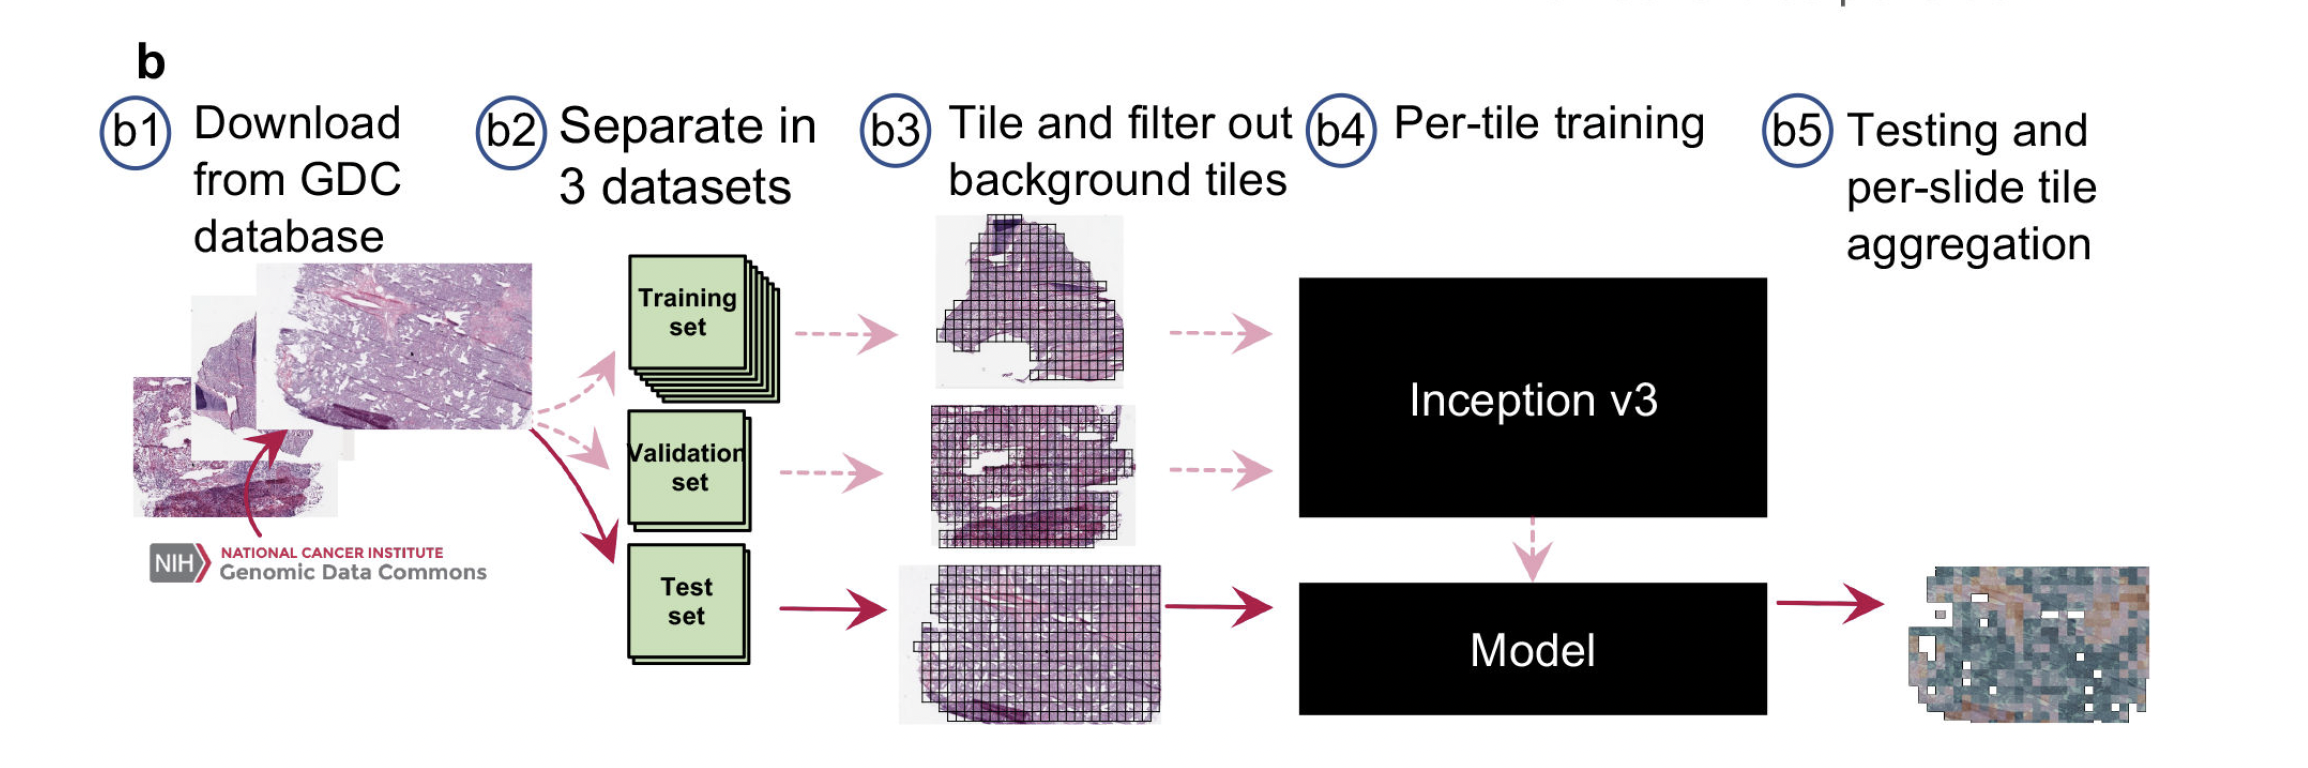 b
b1 Download
from GDC
database
b2 Separate in
3 datasets
b3 Tile and filter out
background tiles
b4 Per-tile training
b5 Testing and
per-slide tile
aggregation
Training
set
Validation
set
Test
set
Inception v3
Model
NIH NATIONAL CANCER INSTITUTE
Genomic Data Commons